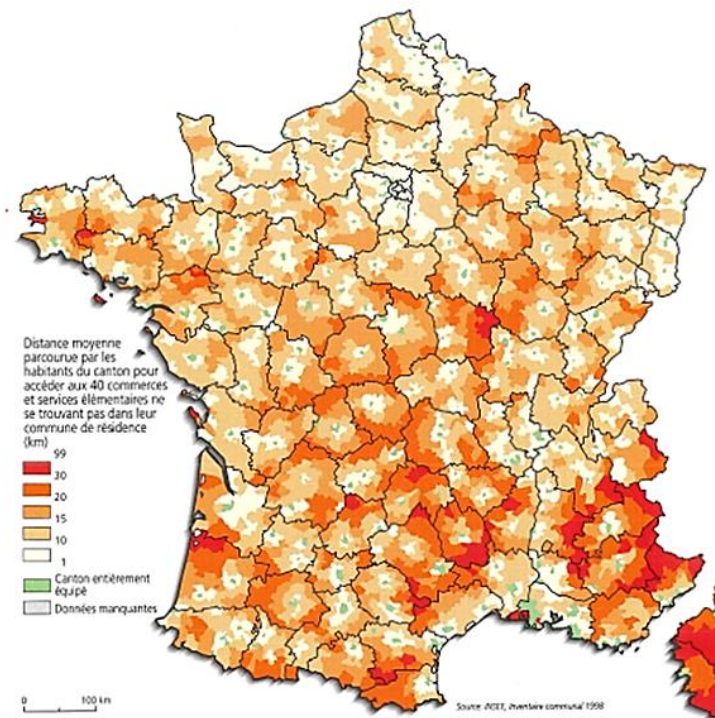 Distance moyenne
parcourue par les
habitants du canton pour
accéder aux 40 commerces
et services élémentaires ne
se trouvant pas dans leur
commune de résidence
(km)
99
30
20
15
10
1
Canton entièrement
équipé
Données manquantes
0 100 km
Source: INSEE, Inventaire communal 1998